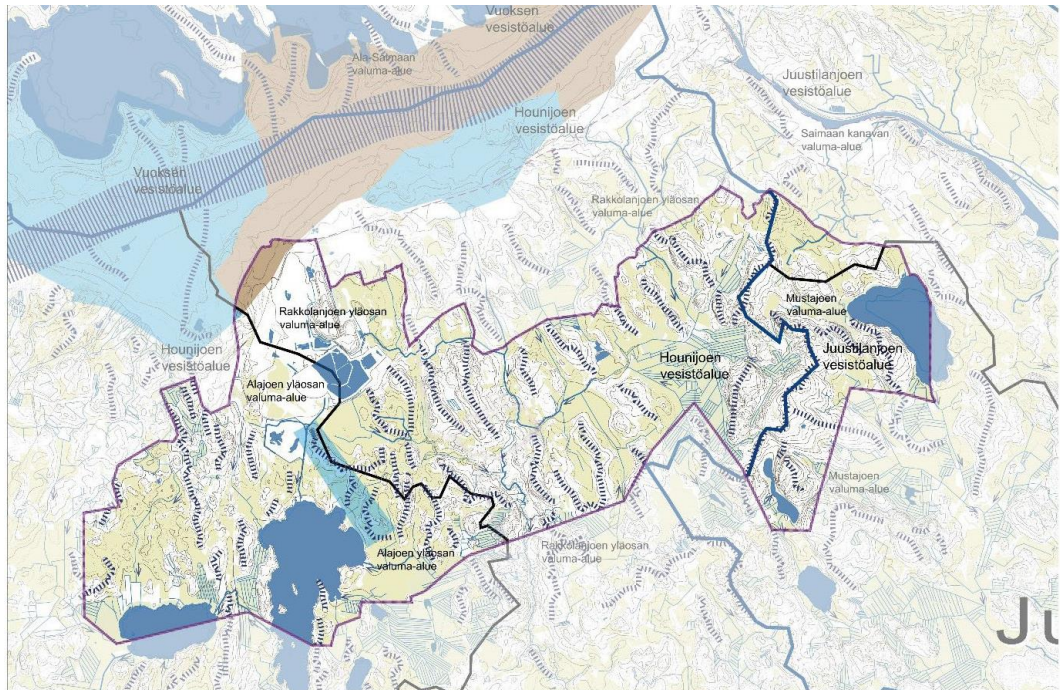 Vuoksen
vesistöalue
Ala-Saimaan
valuma-alue
Juustilanjoen
vesistöalue
Hounijoen
vesistöalue
Saimaan kanavan
valuma-alue
Vuoksen
vesistöalue
Rakkolanjoen yläosan
valuma-alue
Rakkolanjoen yläosan
valuma-alue
Mustajoen
valuma-alue
Hounijoen
vesistöalue
Juustilanjoen
vesistöalue
Hounijoen
vesistöalue
Alajoen yläosan
valuma-alue
Mustajoen
valuma-alue
Alajoen yläosan
valuma-alue
Rakkolanjoen yläosan
valuma-alue
Ju